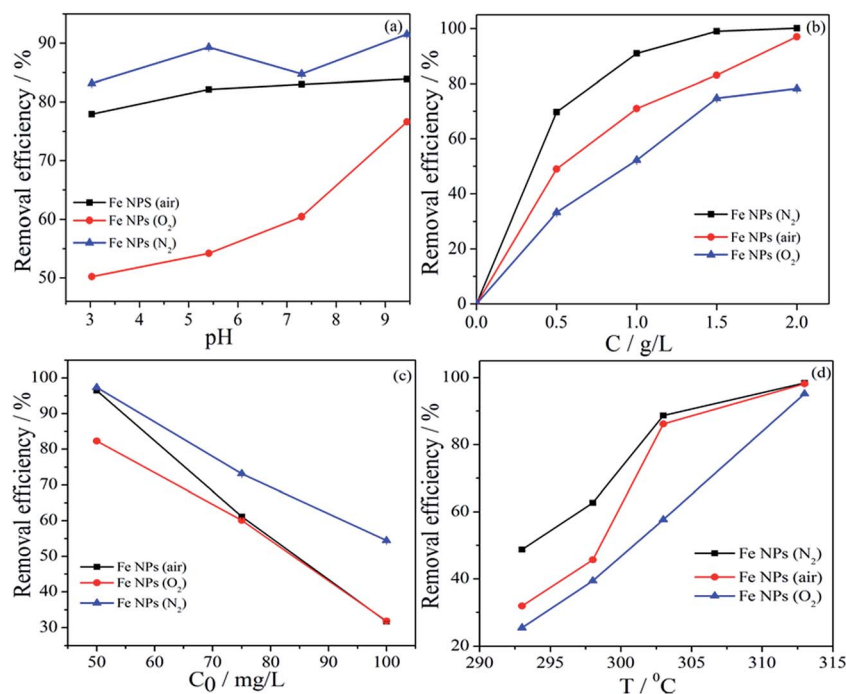 (a)
Removal efficiency / %
90
80
70
60
50
Fe NPS (air)
Fe NPs (O2)
Fe NPs (N2)
3 4 5 6 7 8 9
pH
(b)
Removal efficiency / %
100
80
60
40
20
0
Fe NPs (N2)
Fe NPs (air)
Fe NPs (O2)
0.0 0.5 1.0 1.5 2.0
C / g/L
(c)
Removal efficiency / %
100
90
80
70
60
50
40
30
Fe NPs (air)
Fe NPs (O2)
Fe NPs (N2)
50 60 70 80 90 100
C0 / mg/L
(d)
Removal efficiency / %
100
80
60
40
20
Fe NPs (N2)
Fe NPs (air)
Fe NPs (O2)
290 295 300 305 310 315
T / ⁰C